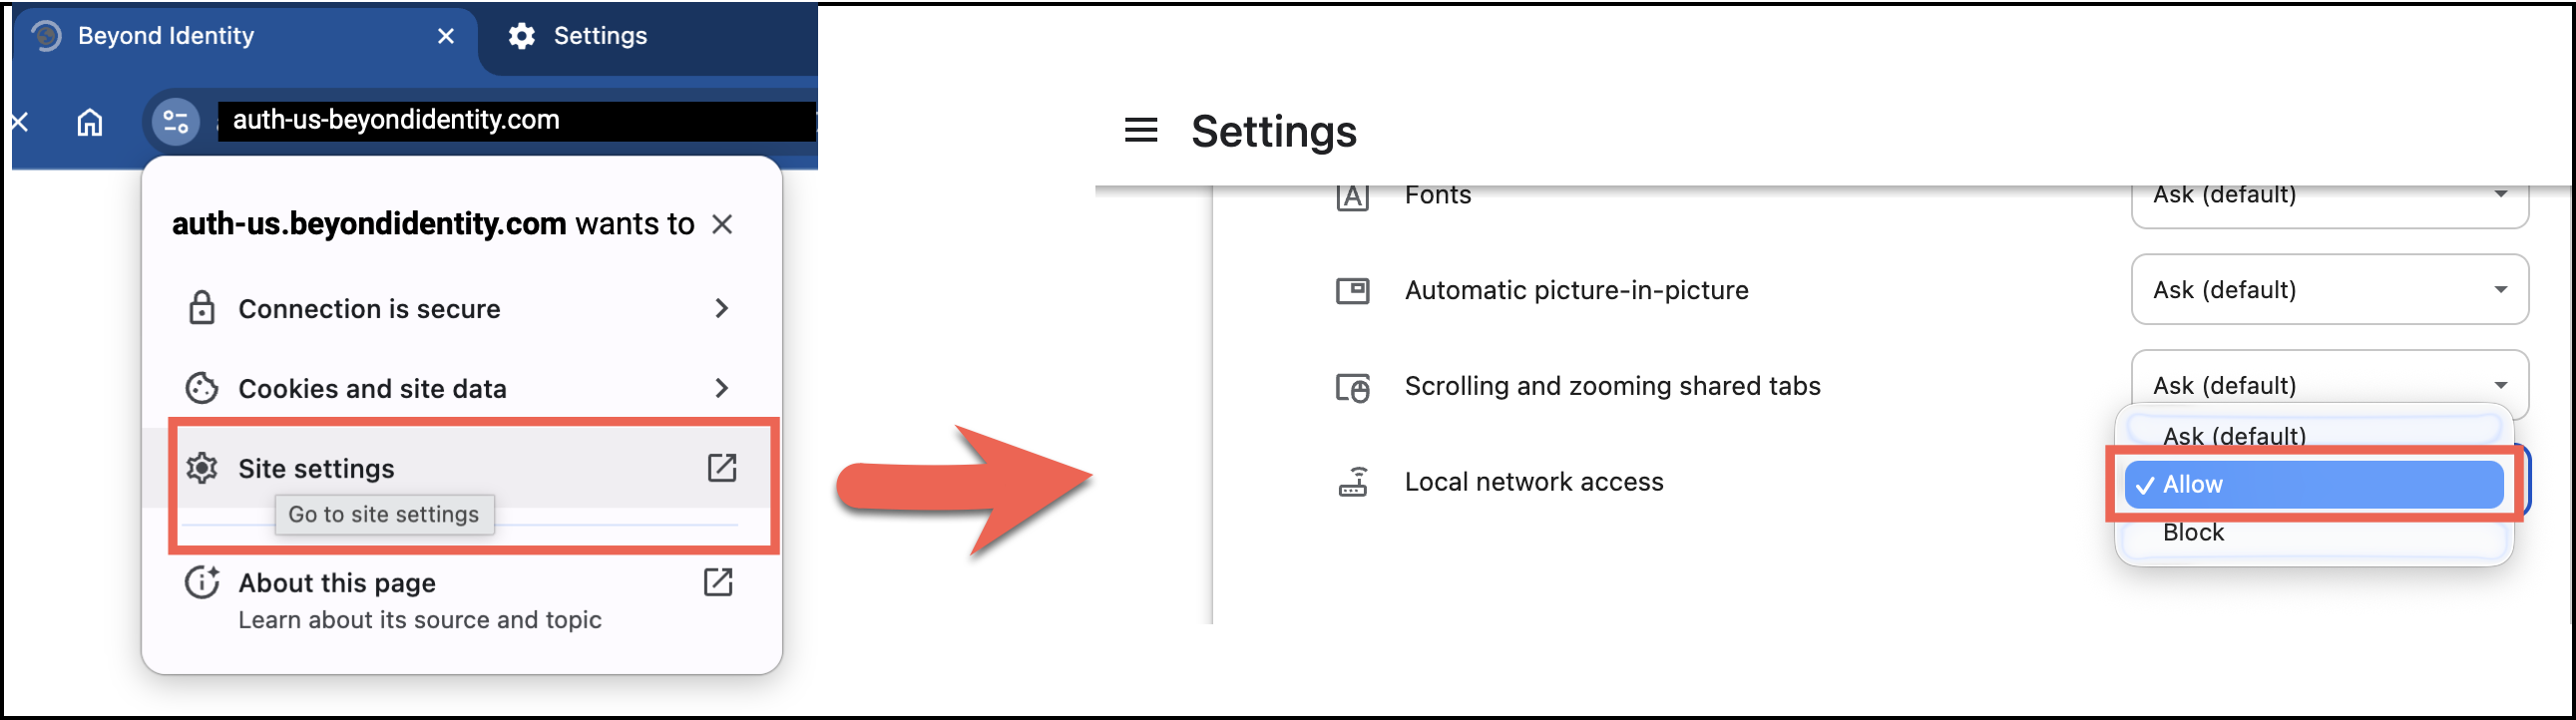 Beyond Identity
Settings
auth-us-beyondidentity.com
auth-us.beyondidentity.com wants to
Connection is secure
Cookies and site data
Site settings
Go to site settings
About this page
Learn about its source and topic
Settings
Fonts
Ask (default)
Automatic picture-in-picture
Ask (default)
Scrolling and zooming shared tabs
Ask (default)
Ask (default)
Local network access
Allow
Block